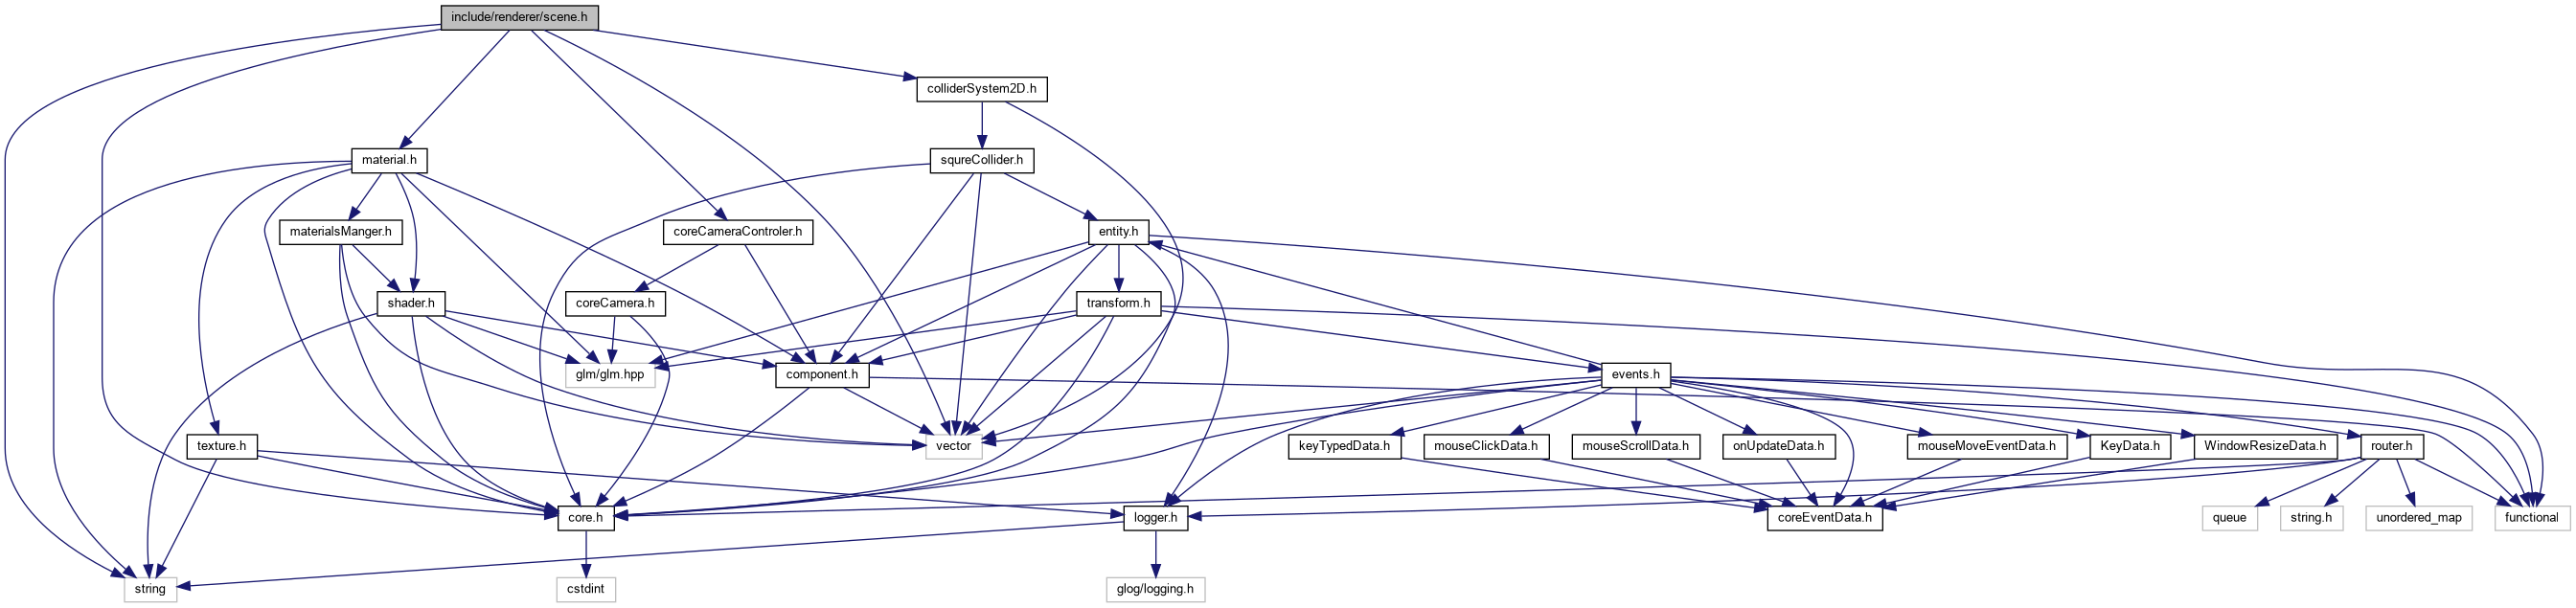 include/renderer/scene.h
colliderSystem2D.h
material.h
squreCollider.h
materialsManger.h
coreCameraControler.h
entity.h
shader.h
coreCamera.h
transform.h
glm/glm.hpp
component.h
events.h
texture.h
vector
keyTypedData.h
mouseClickData.h
mouseScrollData.h
onUpdateData.h
mouseMoveEventData.h
KeyData.h
WindowResizeData.h
router.h
core.h
logger.h
coreEventData.h
queue
string.h
unordered_map
functional
string
cstdint
glog/logging.h